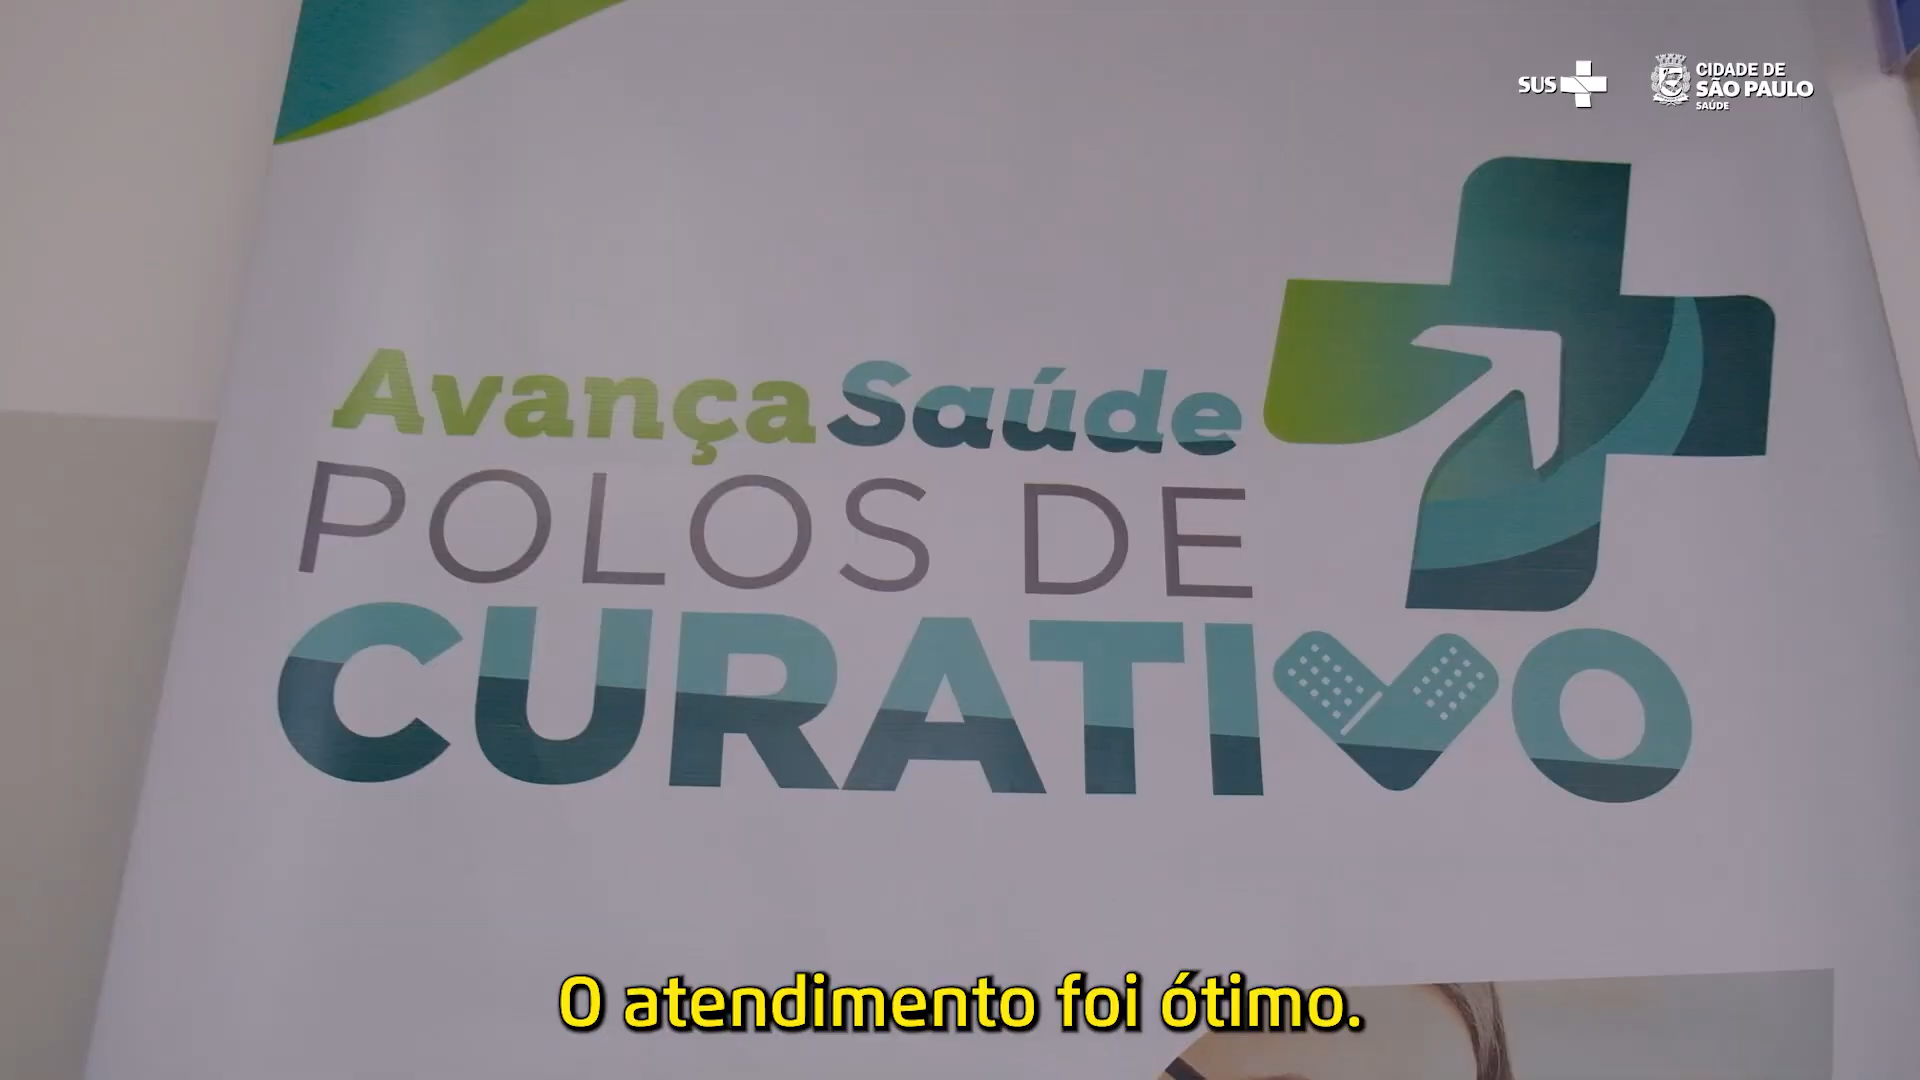 SUS
CIDADE DE
SÃO PAULO
SAÚDE
AvançaSaúde
POLOS DE
CURATIVO
O atendimento foi ótimo.